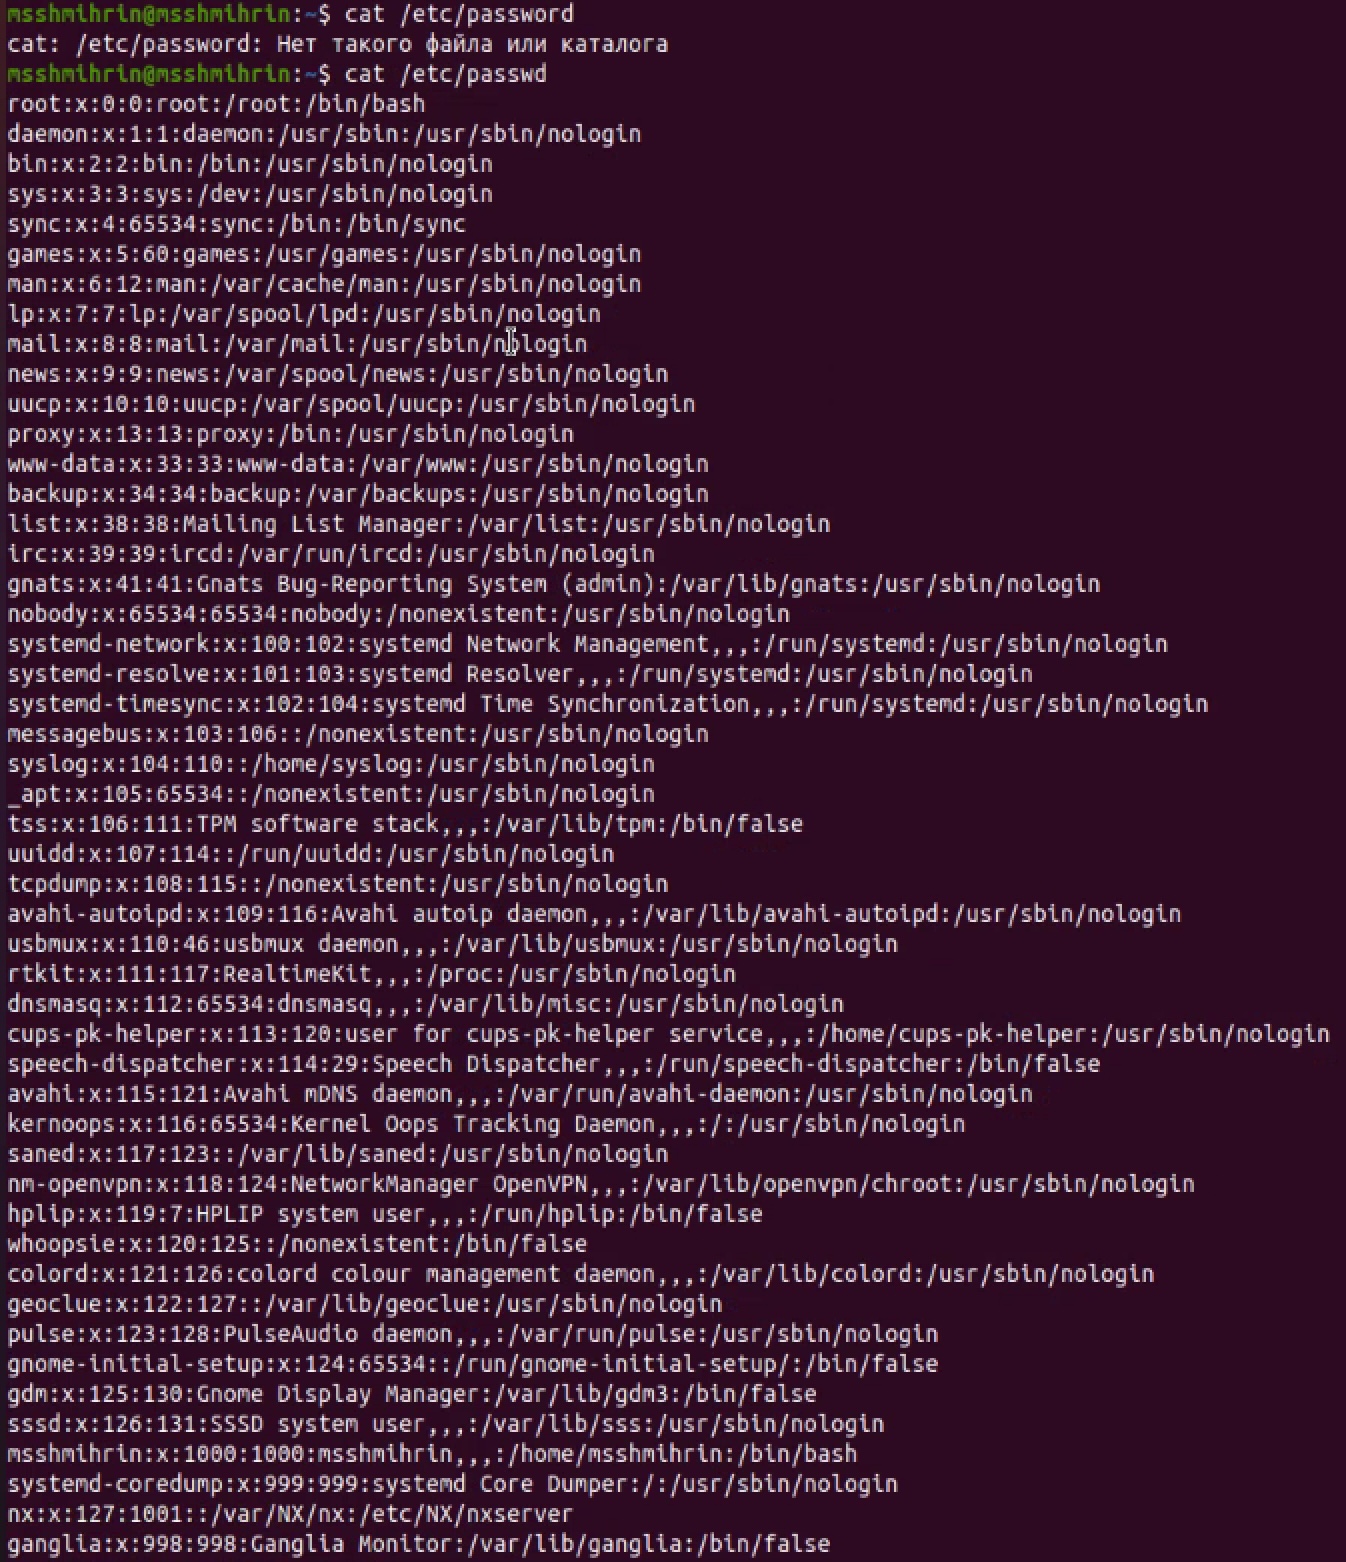 msshmihrin@msshmihrin:~$ cat /etc/password
cat: /etc/password: Нет такого файла или каталога
msshmihrin@msshmihrin:~$ cat /etc/passwd
root:x:0:0:root:/root:/bin/bash
daemon:x:1:1:daemon:/usr/sbin:/usr/sbin/nologin
bin:x:2:2:bin:/bin:/usr/sbin/nologin
sys:x:3:3:sys:/dev:/usr/sbin/nologin
sync:x:4:65534:sync:/bin:/bin/sync
games:x:5:60:games:/usr/games:/usr/sbin/nologin
man:x:6:12:man:/var/cache/man:/usr/sbin/nologin
lp:x:7:7:lp:/var/spool/lpd:/usr/sbin/nologin
mail:x:8:8:mail:/var/mail:/usr/sbin/nologin
news:x:9:9:news:/var/spool/news:/usr/sbin/nologin
uucp:x:10:10:uucp:/var/spool/uucp:/usr/sbin/nologin
proxy:x:13:13:proxy:/bin:/usr/sbin/nologin
www-data:x:33:33:www-data:/var/www:/usr/sbin/nologin
backup:x:34:34:backup:/var/backups:/usr/sbin/nologin
list:x:38:38:Mailing List Manager:/var/list:/usr/sbin/nologin
irc:x:39:39:ircd:/var/run/ircd:/usr/sbin/nologin
gnats:x:41:41:Gnats Bug-Reporting System (admin):/var/lib/gnats:/usr/sbin/nologin
nobody:x:65534:65534:nobody:/nonexistent:/usr/sbin/nologin
systemd-network:x:100:102:systemd Network Management,,,:/run/systemd:/usr/sbin/nologin
systemd-resolve:x:101:103:systemd Resolver,,,:/run/systemd:/usr/sbin/nologin
systemd-timesync:x:102:104:systemd Time Synchronization,,,:/run/systemd:/usr/sbin/nologin
messagebus:x:103:106::/nonexistent:/usr/sbin/nologin
syslog:x:104:110::/home/syslog:/usr/sbin/nologin
_apt:x:105:65534::/nonexistent:/usr/sbin/nologin
tss:x:106:111:TPM software stack,,,:/var/lib/tpm:/bin/false
uuidd:x:107:114::/run/uuidd:/usr/sbin/nologin
tcpdump:x:108:115::/nonexistent:/usr/sbin/nologin
avahi-autoipd:x:109:116:Avahi autoip daemon,,,:/var/lib/avahi-autoipd:/usr/sbin/nologin
usbmux:x:110:46:usbmux daemon,,,:/var/lib/usbmux:/usr/sbin/nologin
rtkit:x:111:117:RealtimeKit,,,:/proc:/usr/sbin/nologin
dnsmasq:x:112:65534:dnsmasq,,,:/var/lib/misc:/usr/sbin/nologin
cups-pk-helper:x:113:120:user for cups-pk-helper service,,,:/home/cups-pk-helper:/usr/sbin/nologin
speech-dispatcher:x:114:29:Speech Dispatcher,,,:/run/speech-dispatcher:/bin/false
avahi:x:115:121:Avahi mDNS daemon,,,:/var/run/avahi-daemon:/usr/sbin/nologin
kernoops:x:116:65534:Kernel Oops Tracking Daemon,,,:/:/usr/sbin/nologin
saned:x:117:123::/var/lib/saned:/usr/sbin/nologin
nm-openvpn:x:118:124:NetworkManager OpenVPN,,,:/var/lib/openvpn/chroot:/usr/sbin/nologin
hplip:x:119:7:HPLIP system user,,,:/run/hplip:/bin/false
whoopsie:x:120:125::/nonexistent:/bin/false
colord:x:121:126:colord colour management daemon,,,:/var/lib/colord:/usr/sbin/nologin
geoclue:x:122:127::/var/lib/geoclue:/usr/sbin/nologin
pulse:x:123:128:PulseAudio daemon,,,:/var/run/pulse:/usr/sbin/nologin
gnome-initial-setup:x:124:65534::/run/gnome-initial-setup/:/bin/false
gdm:x:125:130:Gnome Display Manager:/var/lib/gdm3:/bin/false
sssd:x:126:131:SSSD system user,,,:/var/lib/sss:/usr/sbin/nologin
msshmihrin:x:1000:1000:msshmihrin,,,:/home/msshmihrin:/bin/bash
systemd-coredump:x:999:999:systemd Core Dumper:/:/usr/sbin/nologin
nx:x:127:1001::/var/NX/nx:/etc/NX/nxserver
ganglia:x:998:998:Ganglia Monitor:/var/lib/ganglia:/bin/false